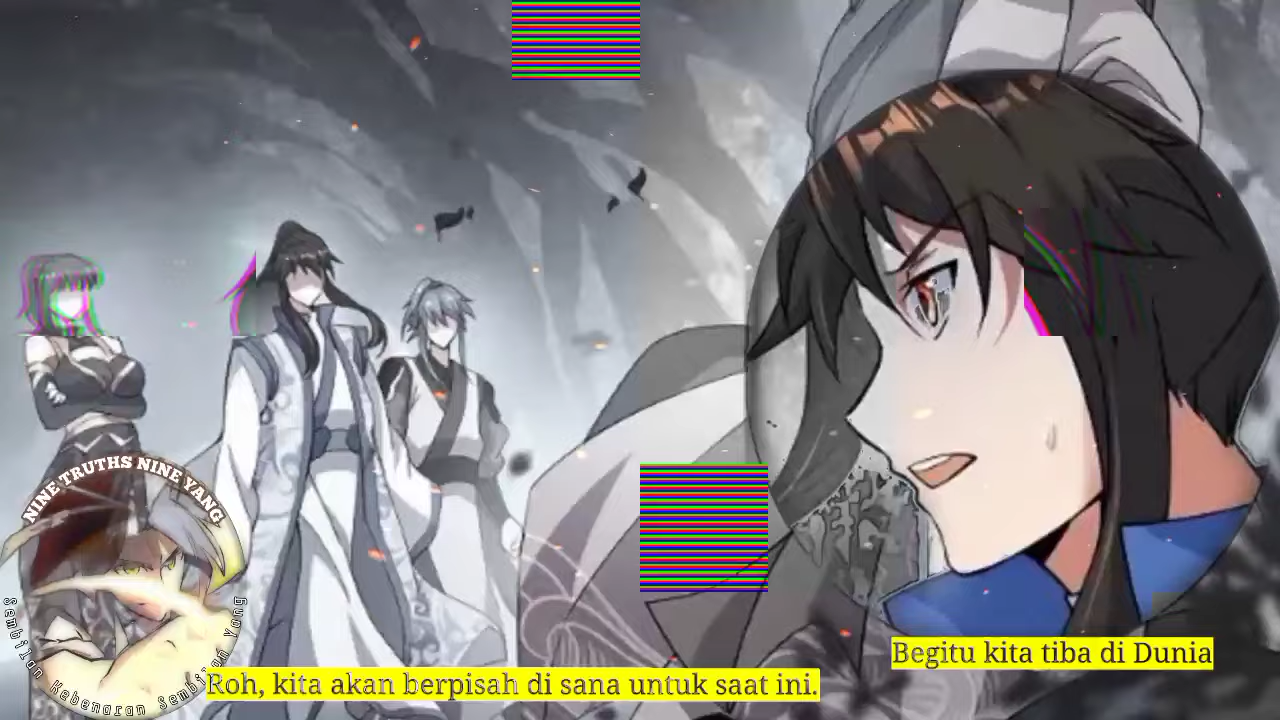 NINE TRUTHS NINE YANG
Sembilan Kebenaran Sembilan Yang
Begitu kita tiba di Dunia
Roh, kita akan berpisah di sana untuk saat ini.